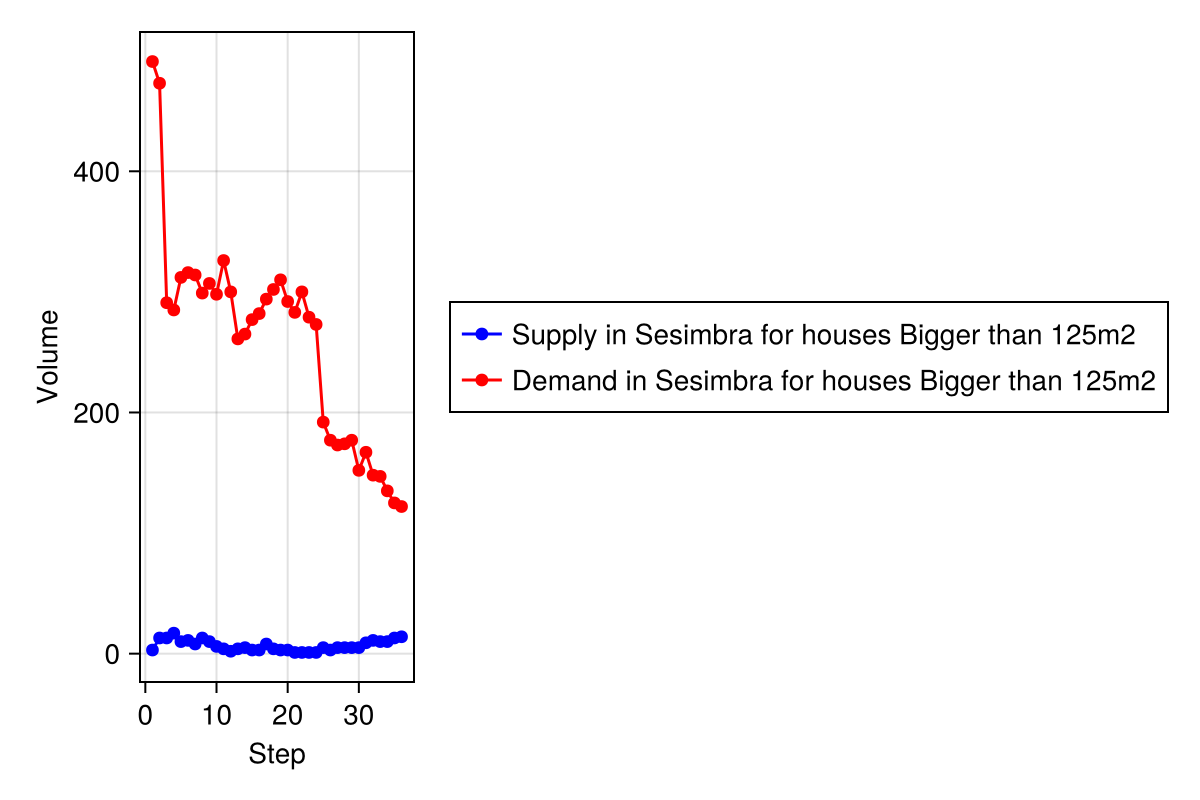 Volume
400
200
0
0 10 20 30
Step
Supply in Sesimbra for houses Bigger than 125m2
Demand in Sesimbra for houses Bigger than 125m2